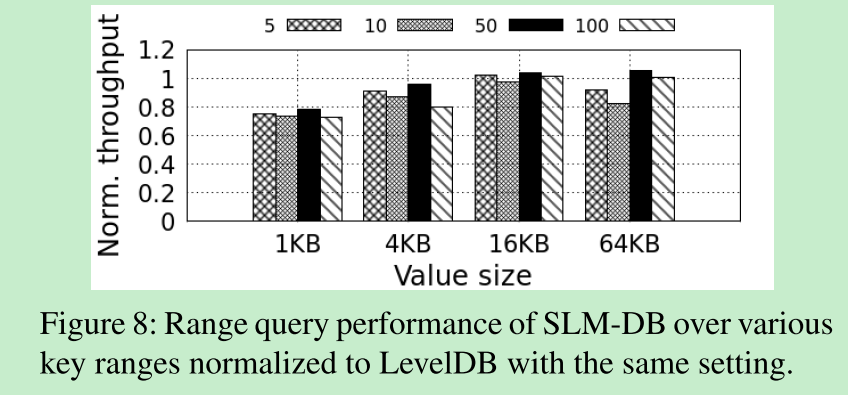 5 10 50 100
Norm. throughput
1.2
1
0.8
0.6
0.4
0.2
0
1KB 4KB 16KB 64KB
Value size
Figure 8: Range query performance of SLM-DB over various
key ranges normalized to LevelDB with the same setting.